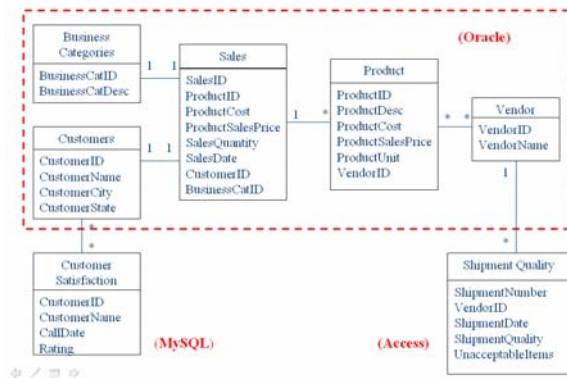 Business
Categories
BusinessCatID
BusinessCatDesc
1
1
Sales
SalesID
ProductID
ProductCost
ProductSalesPrice
SalesQuantity
SalesDate
CustomerID
BusinessCatID
(Oracle)
1
*
Product
ProductID
ProductDesc
ProductCost
ProductSalesPrice
ProductUnit
VendorID
*
*
Vendor
VendorID
VendorName
Customers
CustomerID
CustomerName
CustomerCity
CustomerState
1
1
1
*
*
*
Customer
Satisfaction
CustomerID
CustomerName
CallDate
Rating
(MySQL)
(Access)
Shipment Quality
ShipmentNumber
VendorID
ShipmentDate
ShipmentQuality
UnacceptableItems